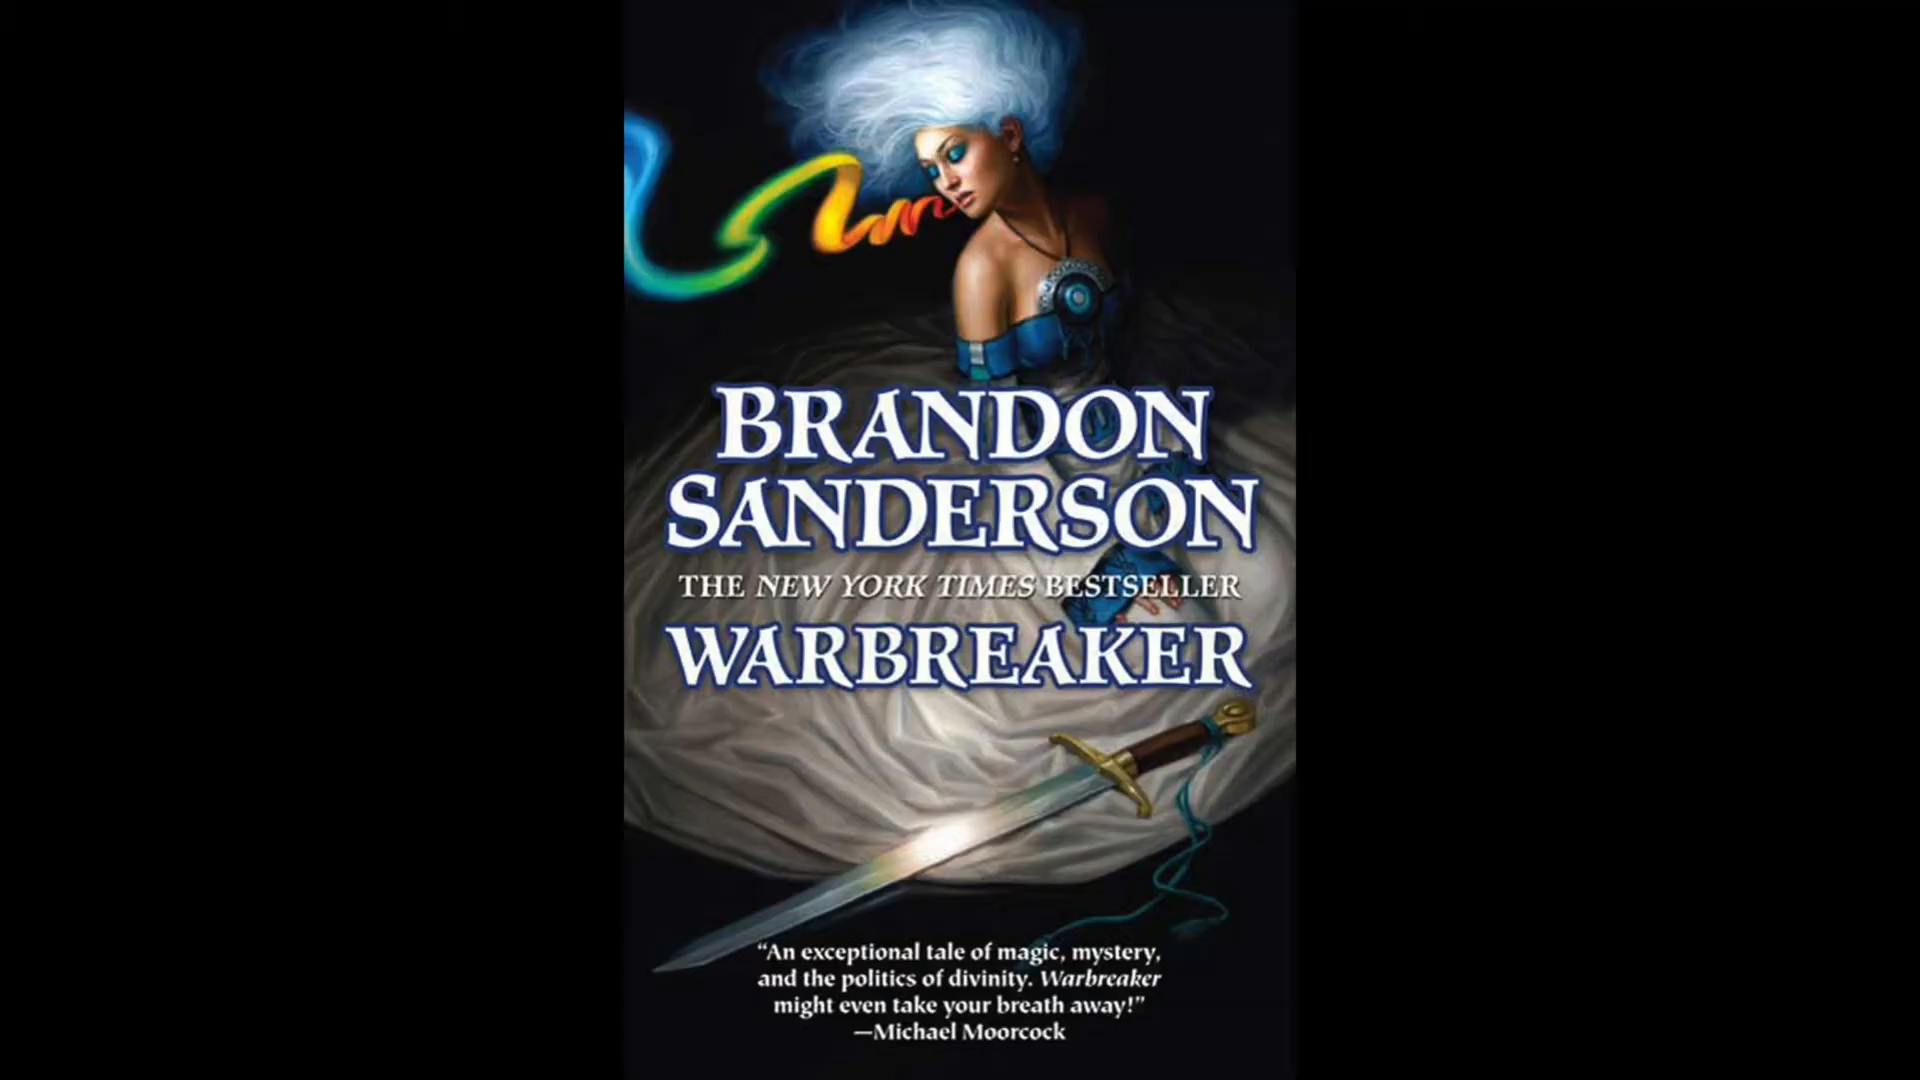 BRANDON
SANDERSON
THE NEW YORK TIMES BESTSELLER
WARBREAKER
“An exceptional tale of magic, mystery,
and the politics of divinity. Warbreaker
might even take your breath away!”
—Michael Moorcock